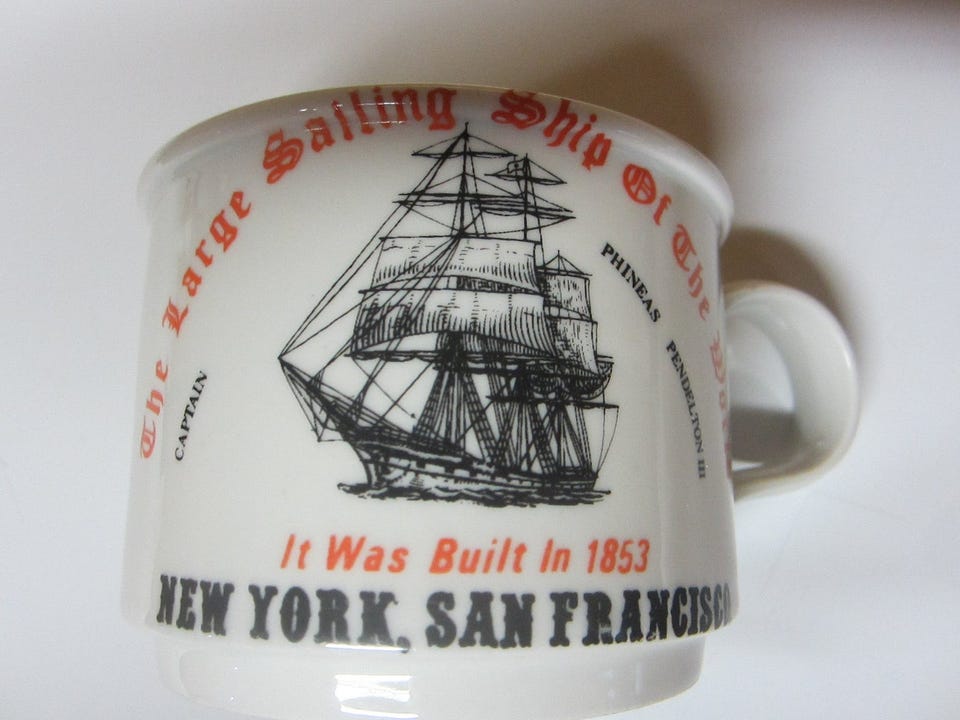 The Large Sailing Ship Of The
CAPTAIN
PHINEAS PENDELTON III
It Was Built In 1853
NEW YORK, SAN FRANCISCO